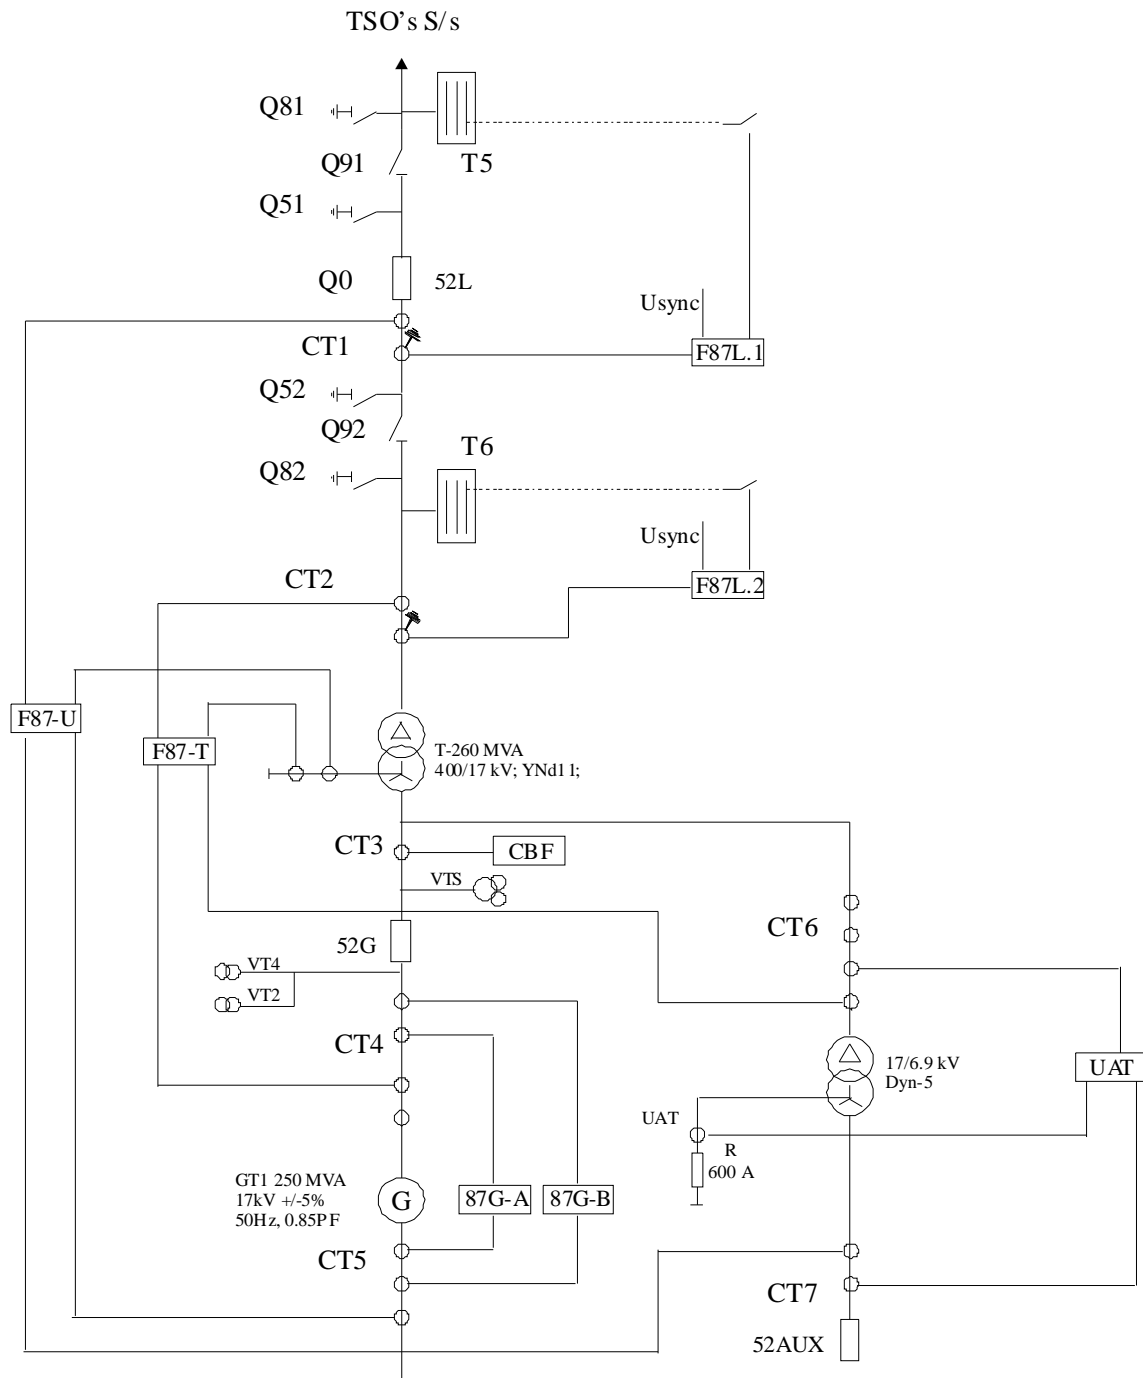 TSO's S/s
Q81
T5
Q91
Q51
Q0
52L
Usync
CT1
F87L.1
Q52
Q92
T6
Q82
Usync
CT2
F87L.2
F87-U
F87-T
T-260 MVA
400/17 kV; YNd11;
CT3
CBF
VTS
CT6
52G
VT4
VT2
CT4
17/6.9 kV
Dyn-5
UAT
UAT
R
600 A
GT1 250 MVA
17kV +/-5%
50Hz, 0.85PF
G
87G-A
87G-B
CT5
CT7
52AUX